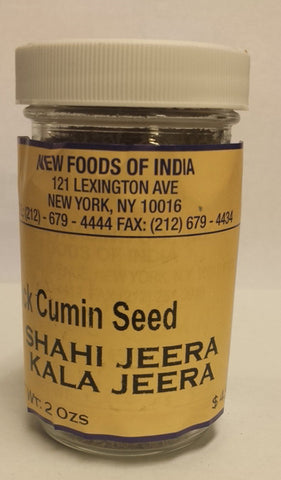 NEW FOODS OF INDIA
121 LEXINGTON AVE
NEW YORK, NY 10016
(212) - 679 - 4444 FAX: (212) 679 - 4434
Cumin Seed
SHAHI JEERA
KALA JEERA
WT: 2 OZS